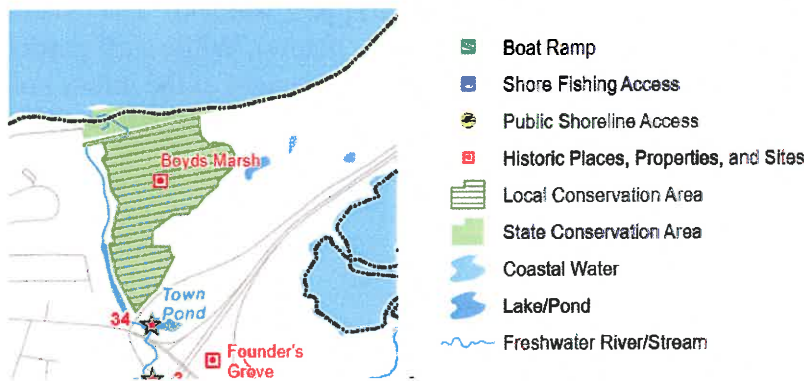 Boyds Marsh
Town
Pond
34
Founder's
Grove
Boat Ramp
Shore Fishing Access
Public Shoreline Access
Historic Places, Properties, and Sites
Local Conservation Area
State Conservation Area
Coastal Water
Lake/Pond
Freshwater River/Stream